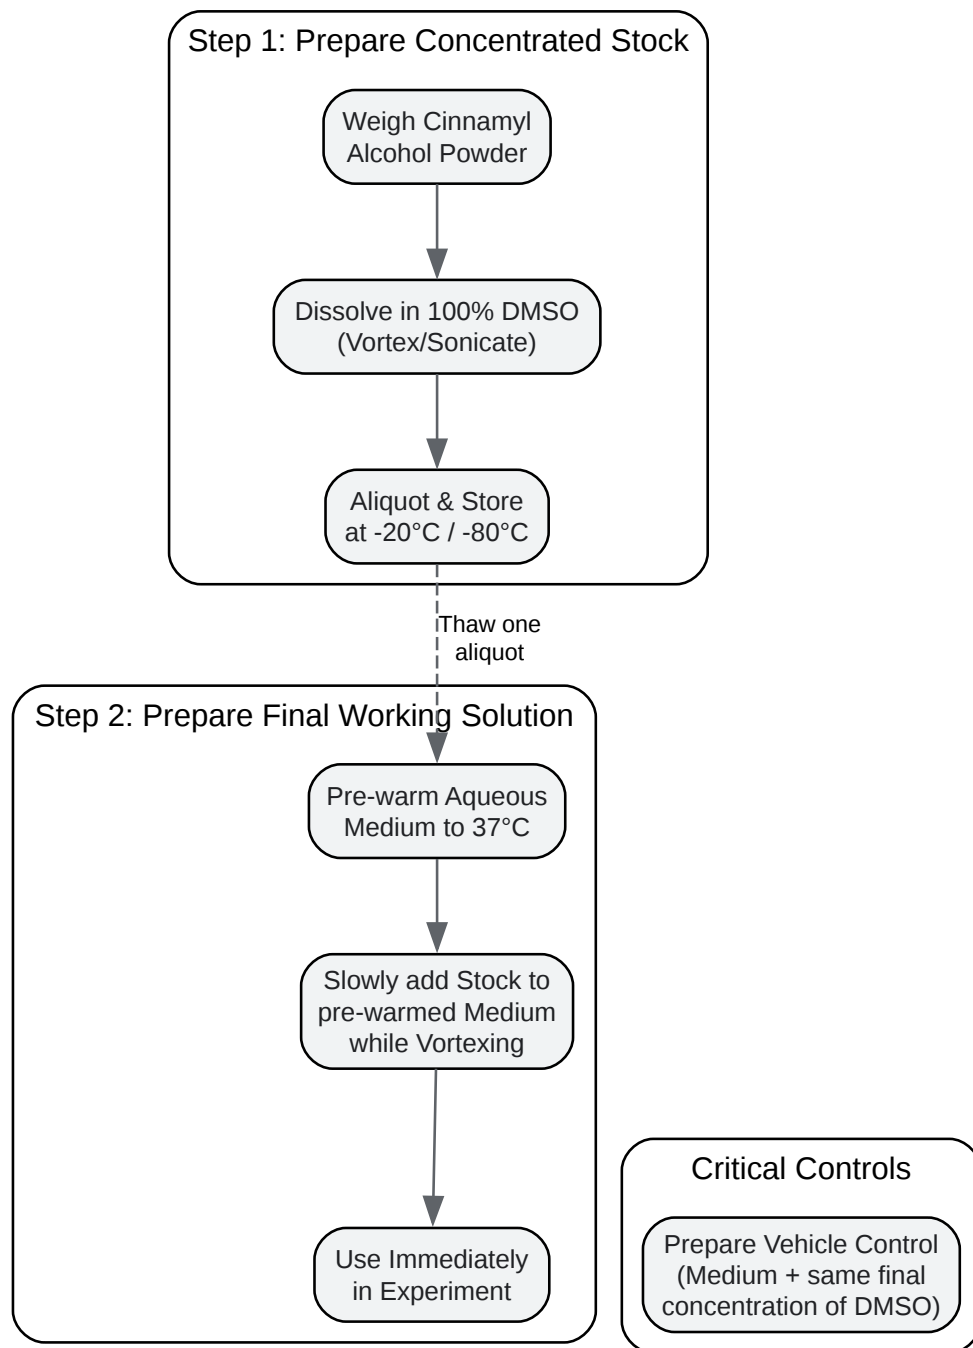 Step 1: Prepare Concentrated Stock
Weigh Cinnamyl
Alcohol Powder
Dissolve in 100% DMSO
(Vortex/Sonicate)
Aliquot & Store
at -20°C / -80°C
Thaw one
aliquot
Step 2: Prepare Final Working Solution
Pre-warm Aqueous
Medium to 37°C
Slowly add Stock to
pre-warmed Medium
while Vortexing
Use Immediately
in Experiment
Critical Controls
Prepare Vehicle Control
(Medium + same final
concentration of DMSO)